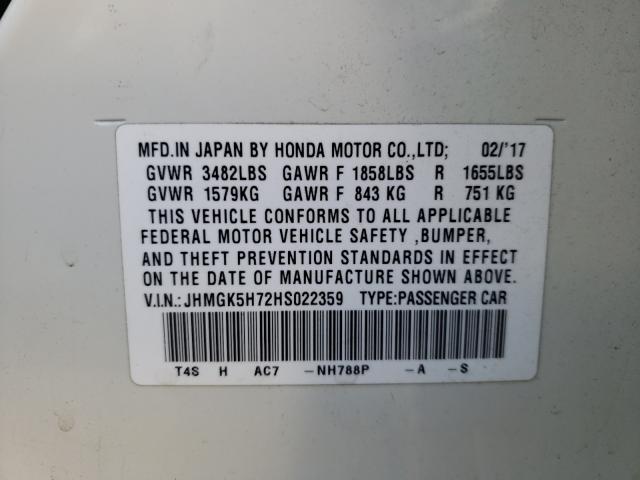 MFD.IN JAPAN BY HONDA MOTOR CO.,LTD; 02/'17
GVWR 3482LBS GAWR F 1858LBS R 1655LBS
GVWR 1579KG GAWR F 843 KG R 751 KG
THIS VEHICLE CONFORMS TO ALL APPLICABLE
FEDERAL MOTOR VEHICLE SAFETY ,BUMPER,
AND THEFT PREVENTION STANDARDS IN EFFECT
ON THE DATE OF MANUFACTURE SHOWN ABOVE.
V.I.N.:JHMGK5H72HS022359 TYPE:PASSENGER CAR
T4S H AC7 -NH788P -A -S